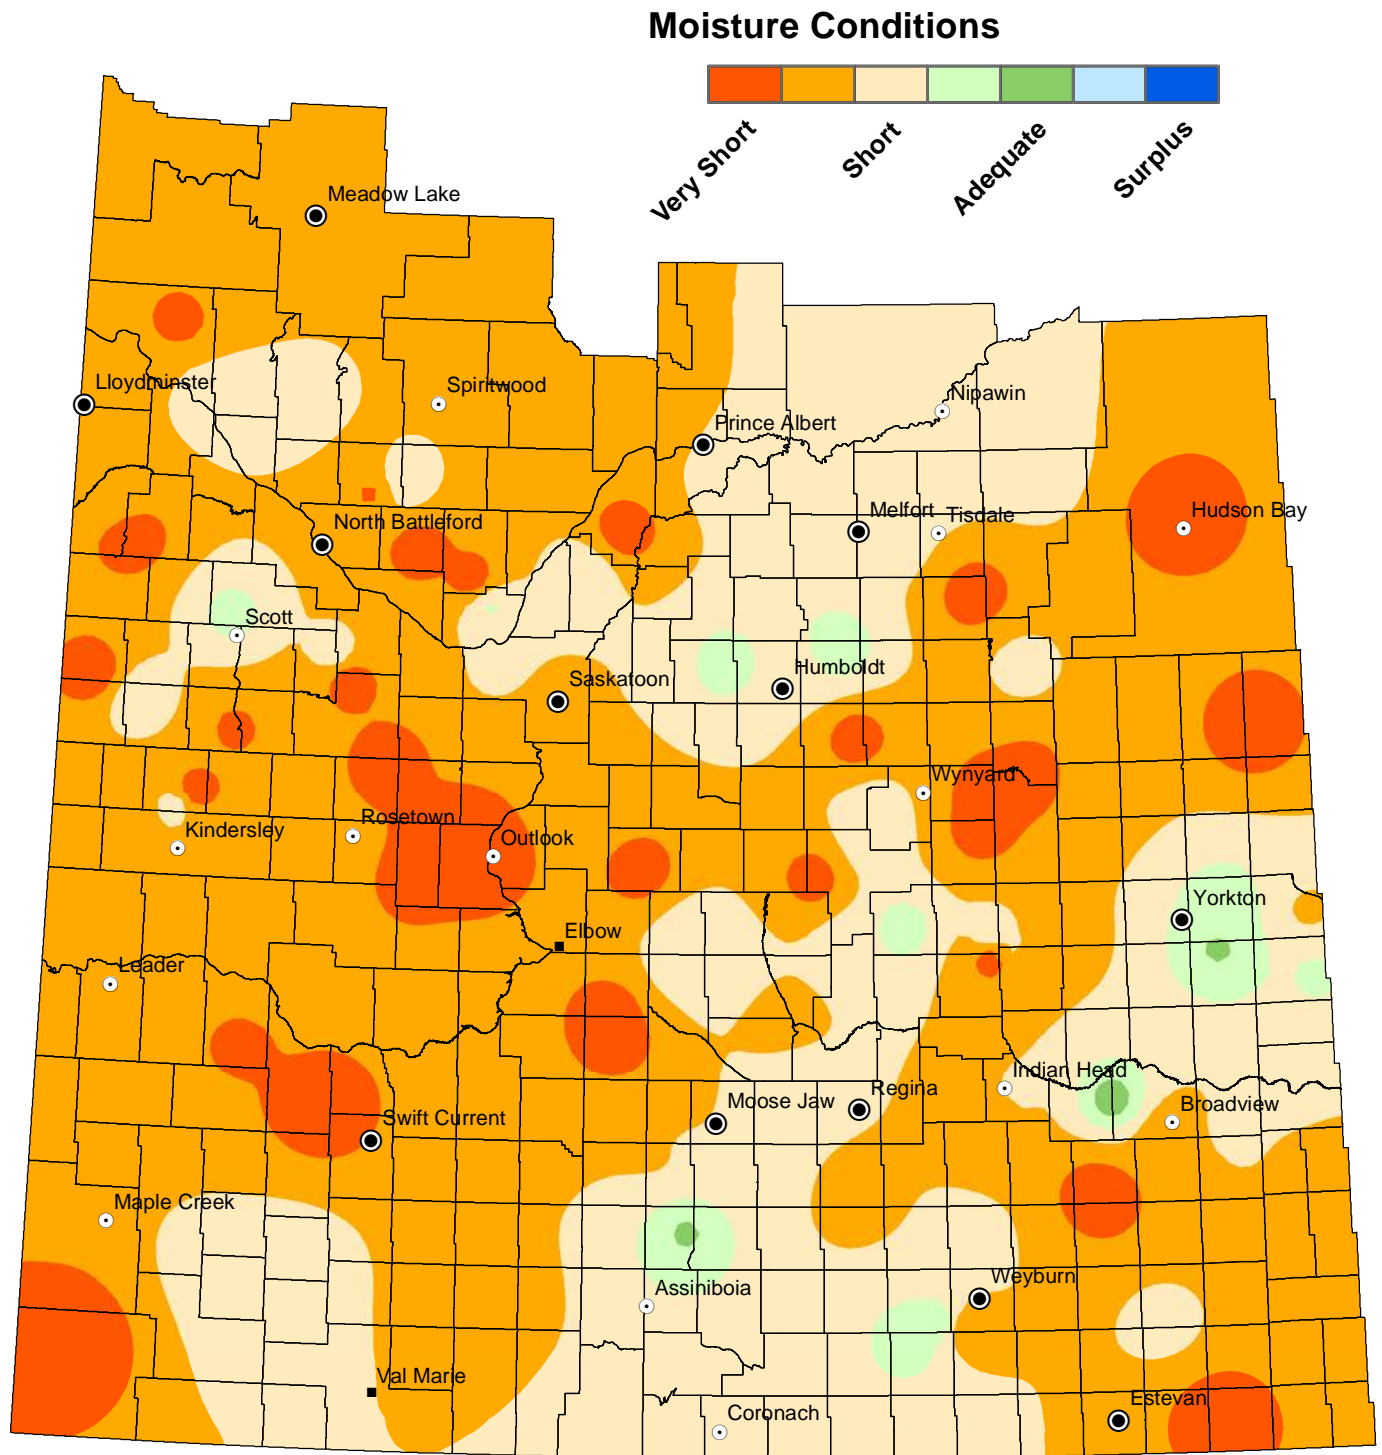 Moisture Conditions
Very Short
Short
Adequate
Surplus
Meadow Lake
Lloydminster
Spiritwood
Nipawin
Prince Albert
North Battleford
Melfort
Tisdale
Hudson Bay
Scott
Saskatoon
Humboldt
Wynyard
Kindersley
Rosetown
Outlook
Yorkton
Elbow
Leader
Indian Head
Swift Current
Moose Jaw
Regina
Broadview
Maple Creek
Assiniboia
Weyburn
Val Marie
Coronach
Estevan